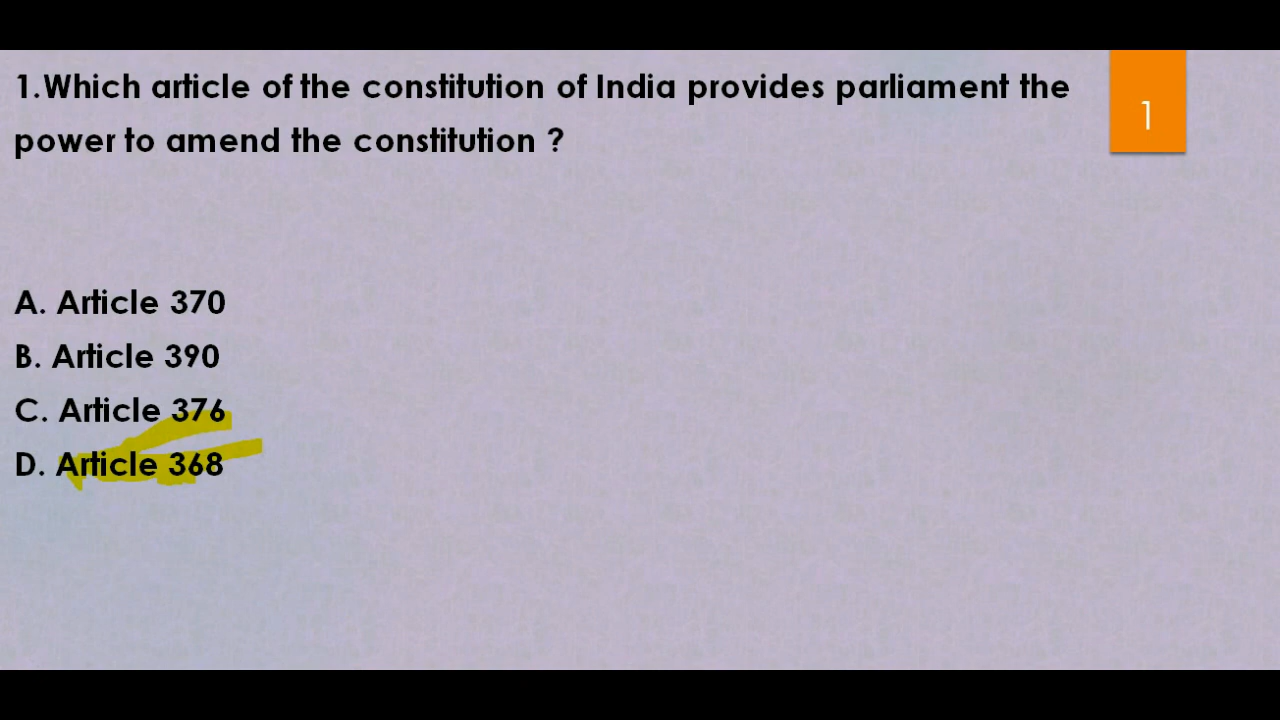 1.Which article of the constitution of India provides parliament the
power to amend the constitution ?
1
A. Article 370
B. Article 390
C. Article 376
D. Article 368